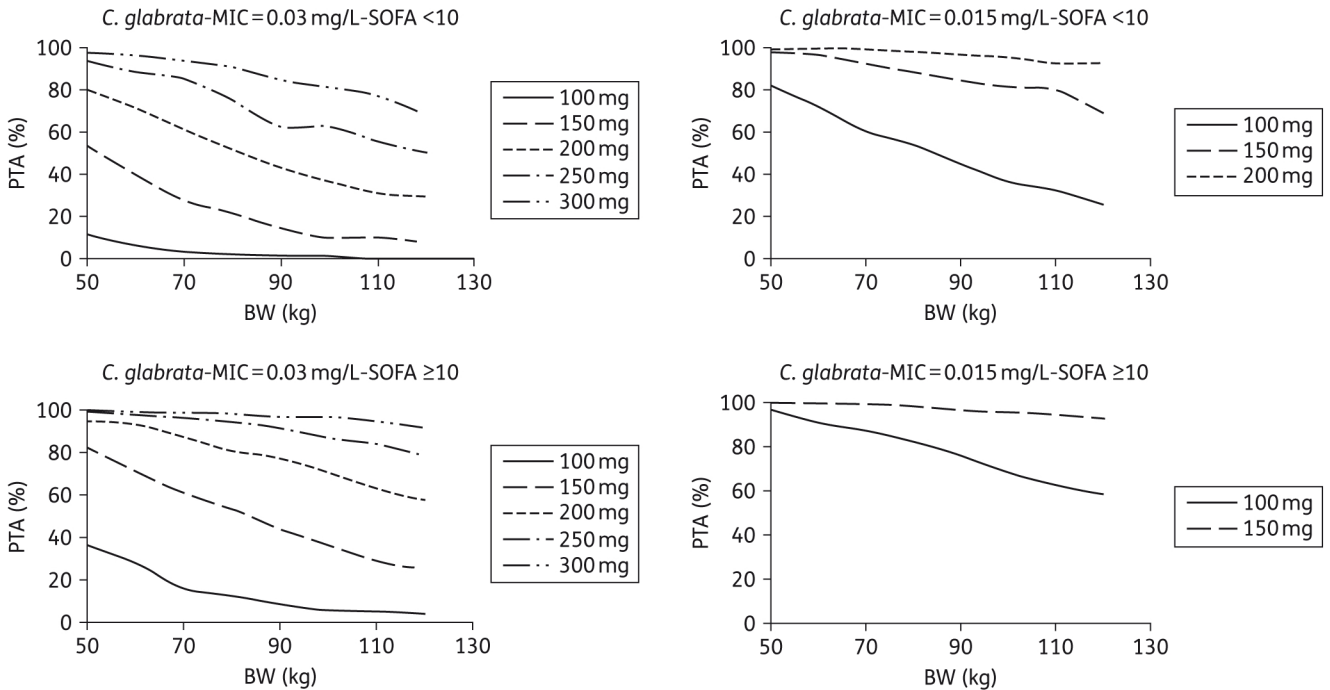 C. glabrata-MIC=0.03 mg/L-SOFA <10
PTA (%)
100
80
60
40
20
0
50 70 90 110 130
BW (kg)
100 mg
150 mg
200 mg
250 mg
300 mg
C. glabrata-MIC=0.015 mg/L-SOFA <10
PTA (%)
100
80
60
40
20
0
50 70 90 110 130
BW (kg)
100 mg
150 mg
200 mg
C. glabrata-MIC=0.03 mg/L-SOFA ≥10
PTA (%)
100
80
60
40
20
0
50 70 90 110 130
BW (kg)
100 mg
150 mg
200 mg
250 mg
300 mg
C. glabrata-MIC=0.015 mg/L-SOFA ≥10
PTA (%)
100
80
60
40
20
0
50 70 90 110 130
BW (kg)
100 mg
150 mg